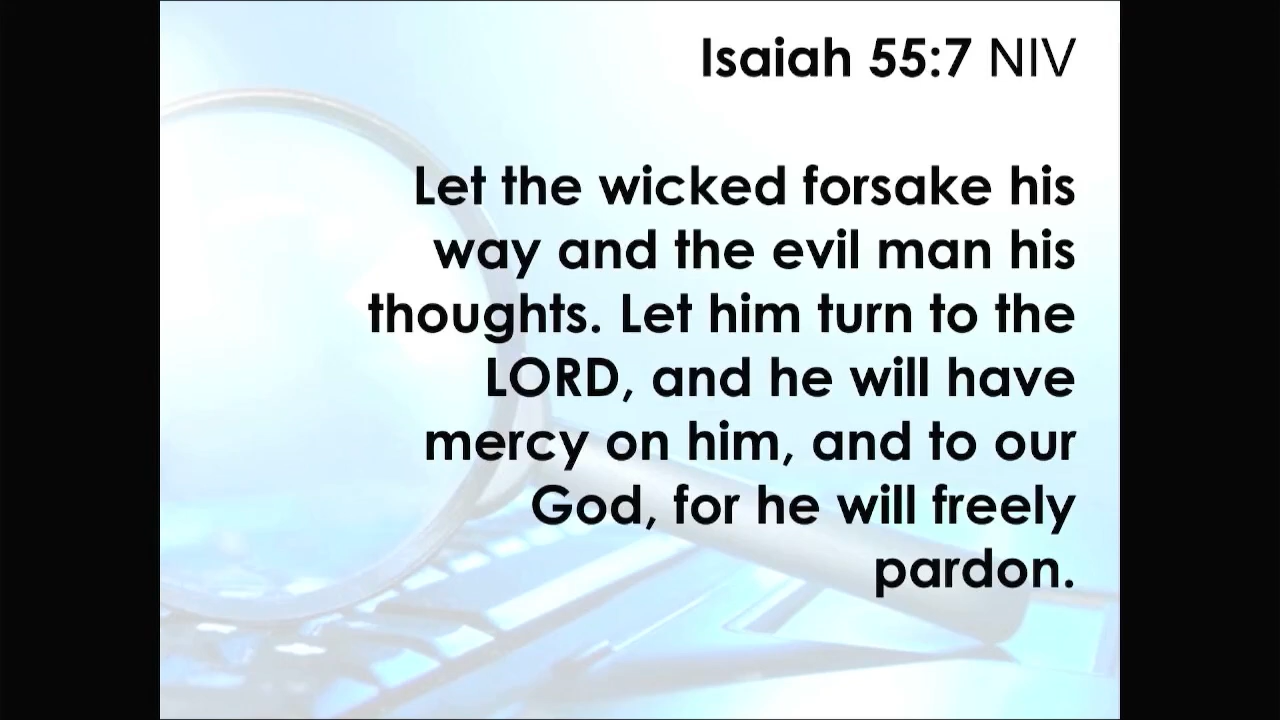 Isaiah 55:7 NIV
Let the wicked forsake his
way and the evil man his
thoughts. Let him turn to the
LORD, and he will have
mercy on him, and to our
God, for he will freely
pardon.